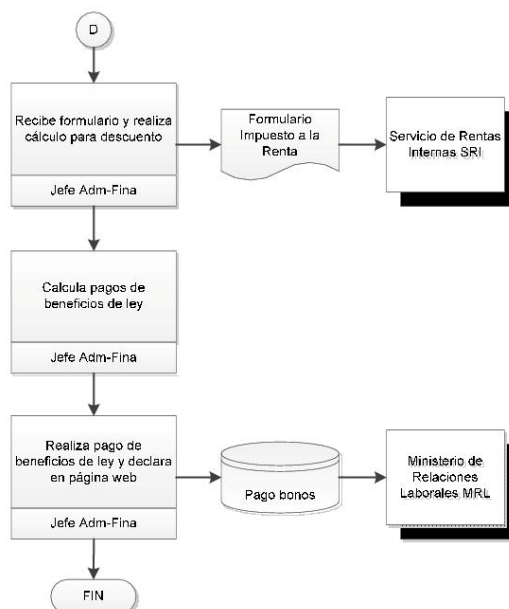 D
Recibe formulario y realiza
cálculo para descuento
Jefe Adm-Fina
Formulario
Impuesto a la
Renta
Servicio de Rentas
Internas SRI
Calcula pagos de
beneficios de ley
Jefe Adm-Fina
Realiza pago de
beneficios de ley y declara
en página web
Jefe Adm-Fina
Pago bonos
Ministerio de
Relaciones
Laborales MRL
FIN